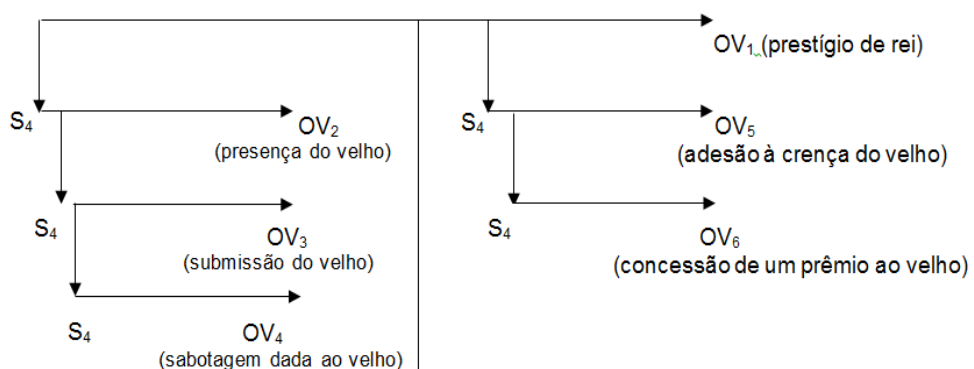 OV₁ (prestígio de rei)
S₄
OV₂
(presença do velho)
S₄
OV₅
(adesão à crença do velho)
S₄
OV₃
(submissão do velho)
S₄
OV₆
(concessão de um prêmio ao velho)
S₄
OV₄
(sabotagem dada ao velho)